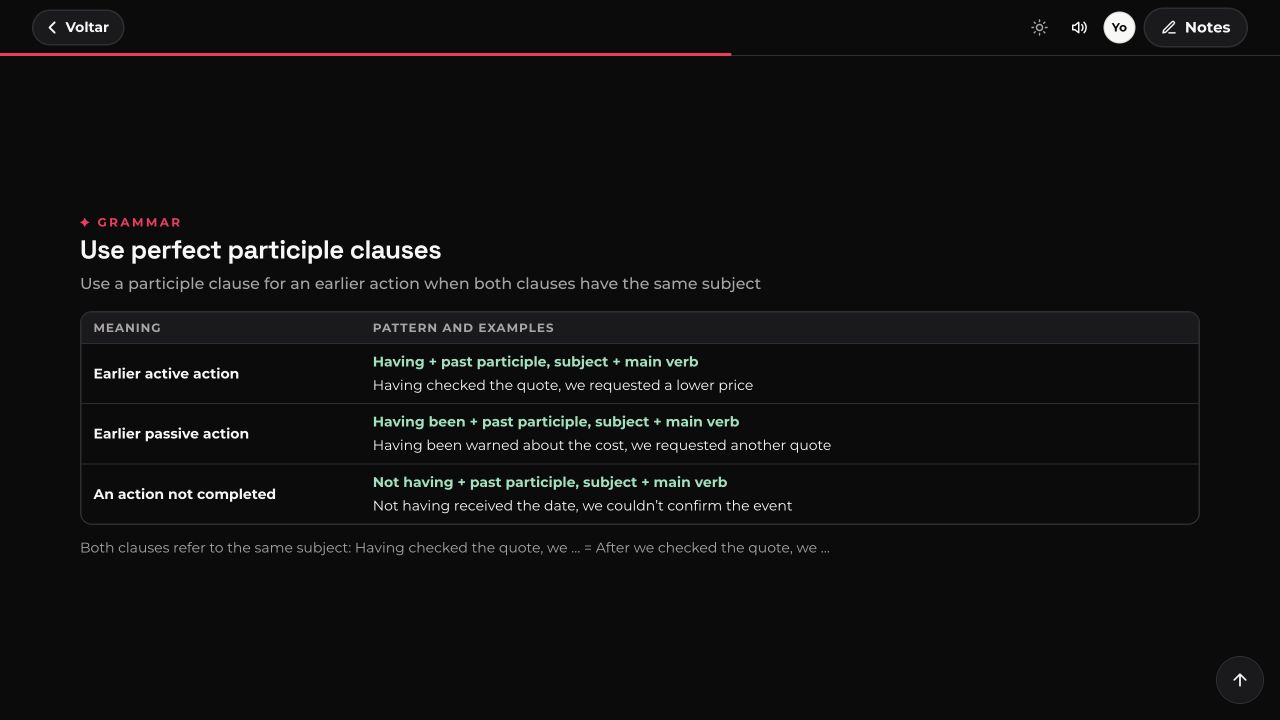 Voltar
Yo
Notes
✦ GRAMMAR
Use perfect participle clauses
Use a participle clause for an earlier action when both clauses have the same subject
MEANING PATTERN AND EXAMPLES
Earlier active action
Having + past participle, subject + main verb
Having checked the quote, we requested a lower price
Earlier passive action
Having been + past participle, subject + main verb
Having been warned about the cost, we requested another quote
An action not completed
Not having + past participle, subject + main verb
Not having received the date, we couldn’t confirm the event
Both clauses refer to the same subject: Having checked the quote, we … = After we checked the quote, we …